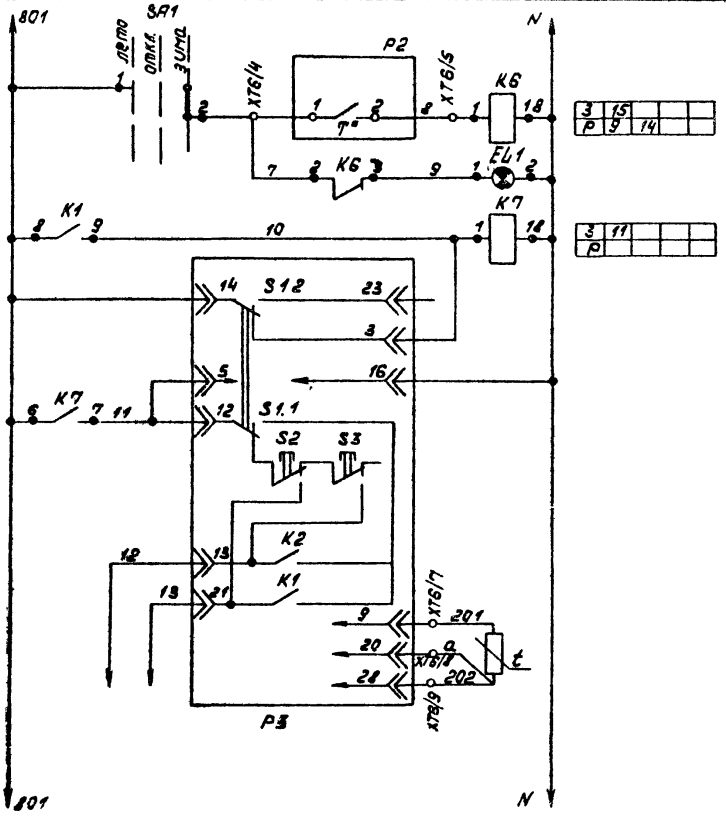 801 SA1 N
лето откл. зима
1 2 XT6/4 P2 1 T° 2 8 XT6/5 K6 1 18
З 15
Р 9 14
7 2 K6 3 9 1 EL1 2
8 K1 9 10 1 K7 18
З 11
Р
14 S1.2 23
3
5 16
6 K7 7 11 12 S1.1
S2 S3
12 13 K2
13 21 K1
9 XT6/7 201
20 XT6/8 a t
28 XT6/9 202
P3
801 N